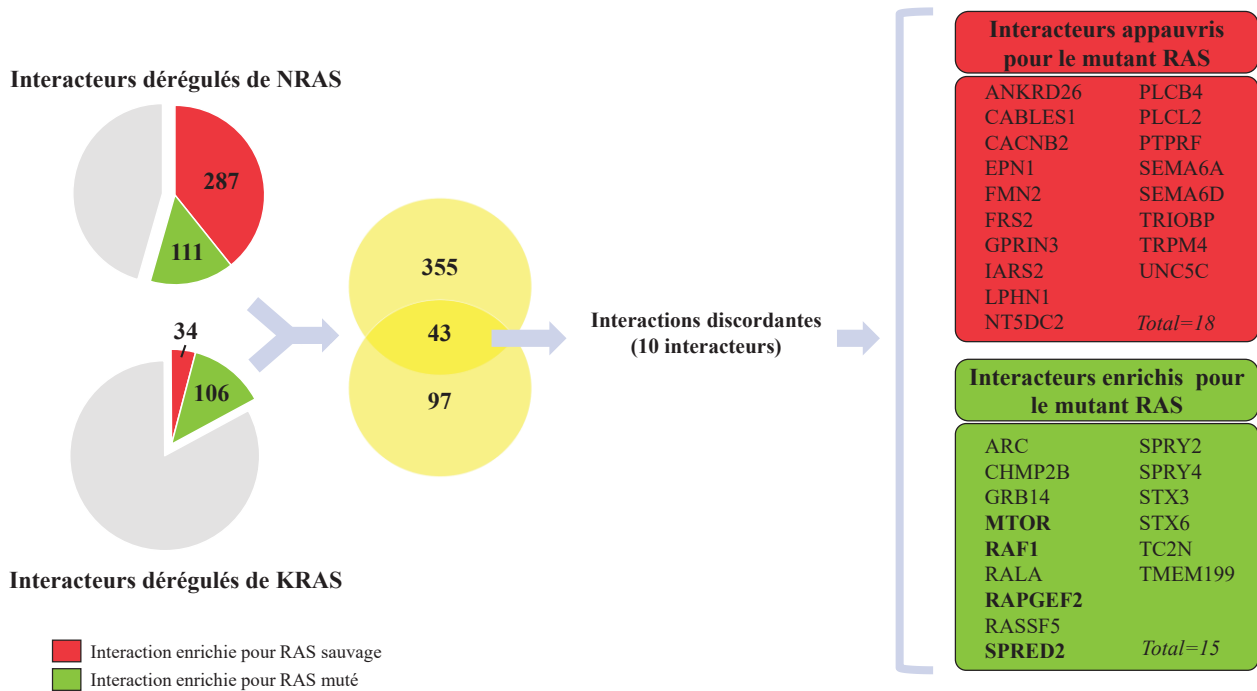 Interacteurs dérégulés de NRAS
287
111
34
106
Interacteurs dérégulés de KRAS
Interaction enrichie pour RAS sauvage
Interaction enrichie pour RAS muté
355
43
97
Interactions discordantes
(10 interacteurs)
Interacteurs appauvris
pour le mutant RAS
ANKRD26 PLCB4
CABLES1 PLCL2
CACNB2 PTPRF
EPN1 SEMA6A
FMN2 SEMA6D
FRS2 TRIOBP
GPRIN3 TRPM4
IARS2 UNC5C
LPHN1
NT5DC2 Total=18
Interacteurs enrichis pour
le mutant RAS
ARC SPRY2
CHMP2B SPRY4
GRB14 STX3
MTOR STX6
RAF1 TC2N
RALA TMEM199
RAPGEF2
RASSF5
SPRED2 Total=15